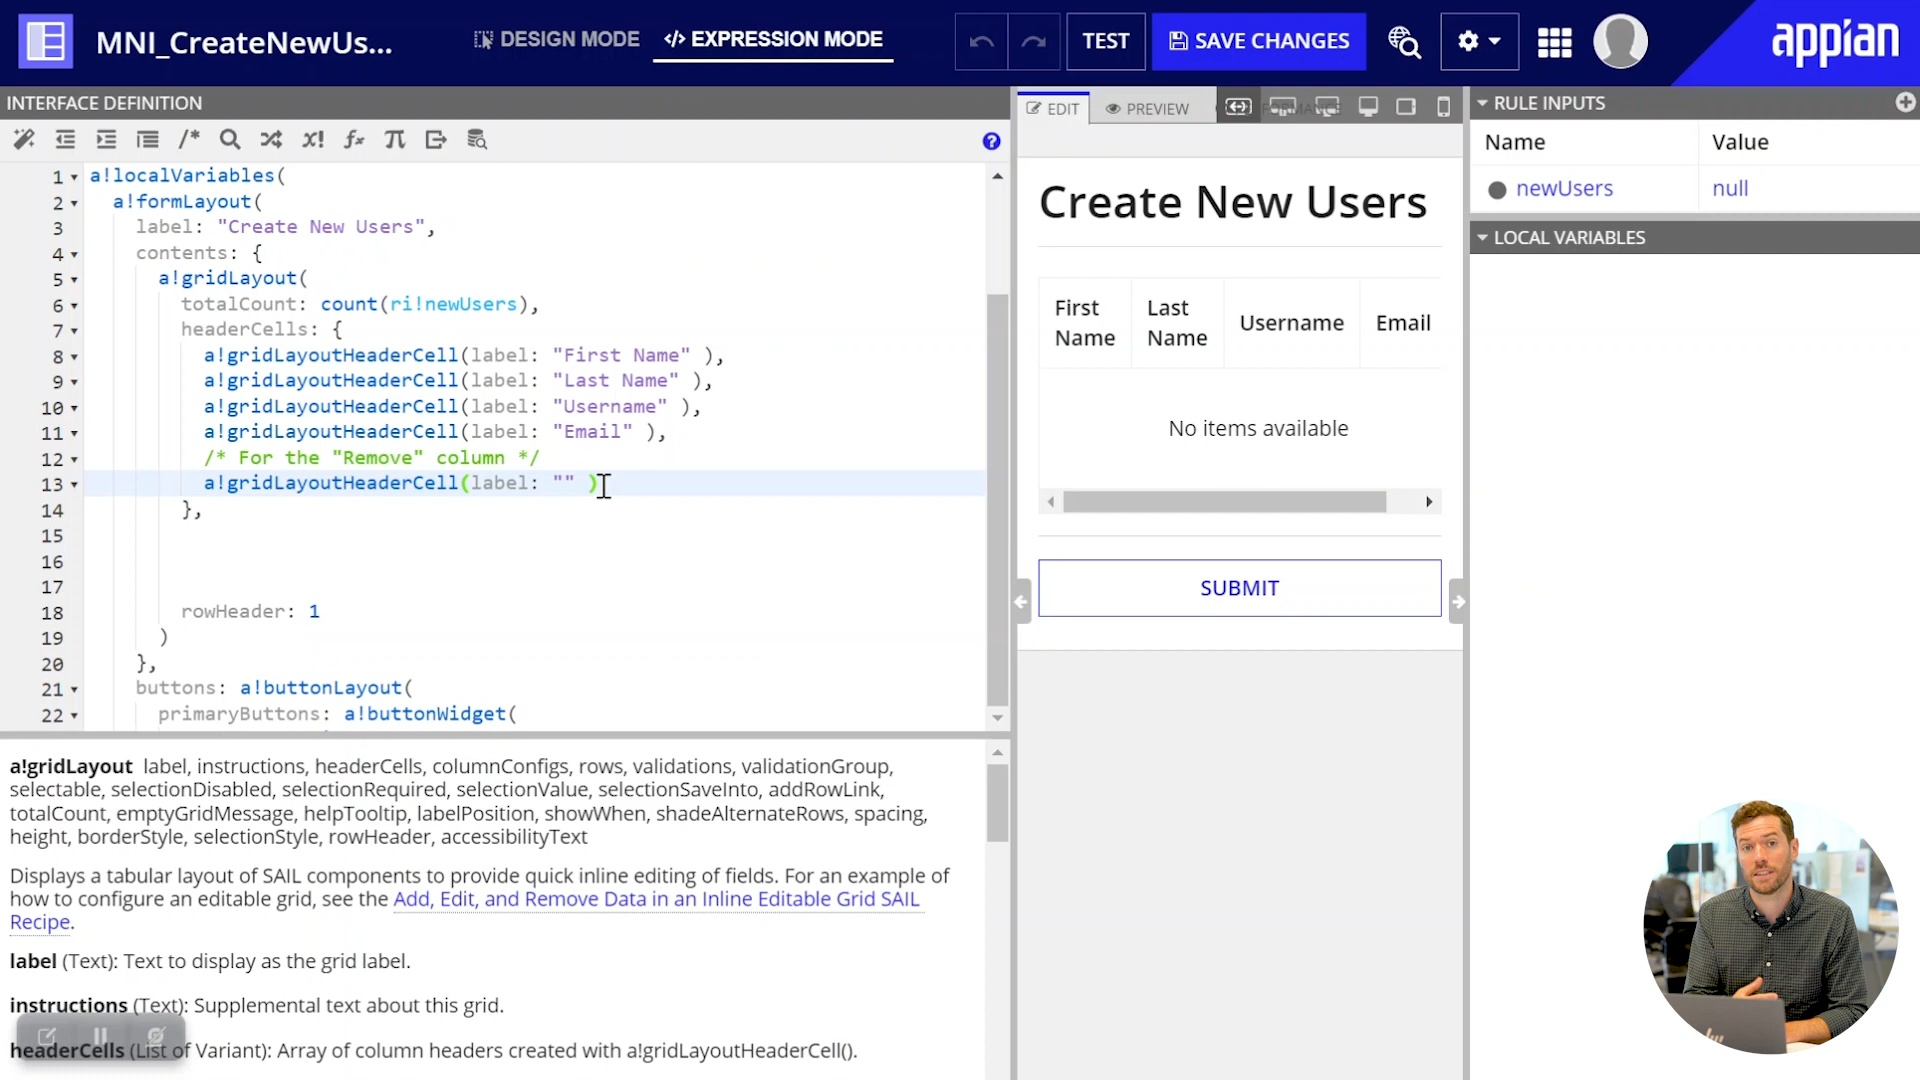 MNI_CreateNewUs...
DESIGN MODE
</> EXPRESSION MODE
TEST
SAVE CHANGES
appian
INTERFACE DEFINITION
1 a!localVariables(
2 a!formLayout(
3 label: "Create New Users",
4 contents: {
5 a!gridLayout(
6 totalCount: count(ri!newUsers),
7 headerCells: {
8 a!gridLayoutHeaderCell(label: "First Name" ),
9 a!gridLayoutHeaderCell(label: "Last Name" ),
10 a!gridLayoutHeaderCell(label: "Username" ),
11 a!gridLayoutHeaderCell(label: "Email" ),
12 /* For the "Remove" column */
13 a!gridLayoutHeaderCell(label: "" )
14 },
15
16
17
18 rowHeader: 1
19 )
20 },
21 buttons: a!buttonLayout(
22 primaryButtons: a!buttonWidget(
a!gridLayout label, instructions, headerCells, columnConfigs, rows, validations, validationGroup,
selectable, selectionDisabled, selectionRequired, selectionValue, selectionSaveInto, addRowLink,
totalCount, emptyGridMessage, helpTooltip, labelPosition, showWhen, shadeAlternateRows, spacing,
height, borderStyle, selectionStyle, rowHeader, accessibilityText
Displays a tabular layout of SAIL components to provide quick inline editing of fields. For an example of
how to configure an editable grid, see the Add, Edit, and Remove Data in an Inline Editable Grid SAIL
Recipe.
label (Text): Text to display as the grid label.
instructions (Text): Supplemental text about this grid.
headerCells (List of Variant): Array of column headers created with a!gridLayoutHeaderCell().
EDIT
PREVIEW
Create New Users
First Name
Last Name
Username
Email
No items available
SUBMIT
RULE INPUTS
Name
Value
newUsers
null
LOCAL VARIABLES